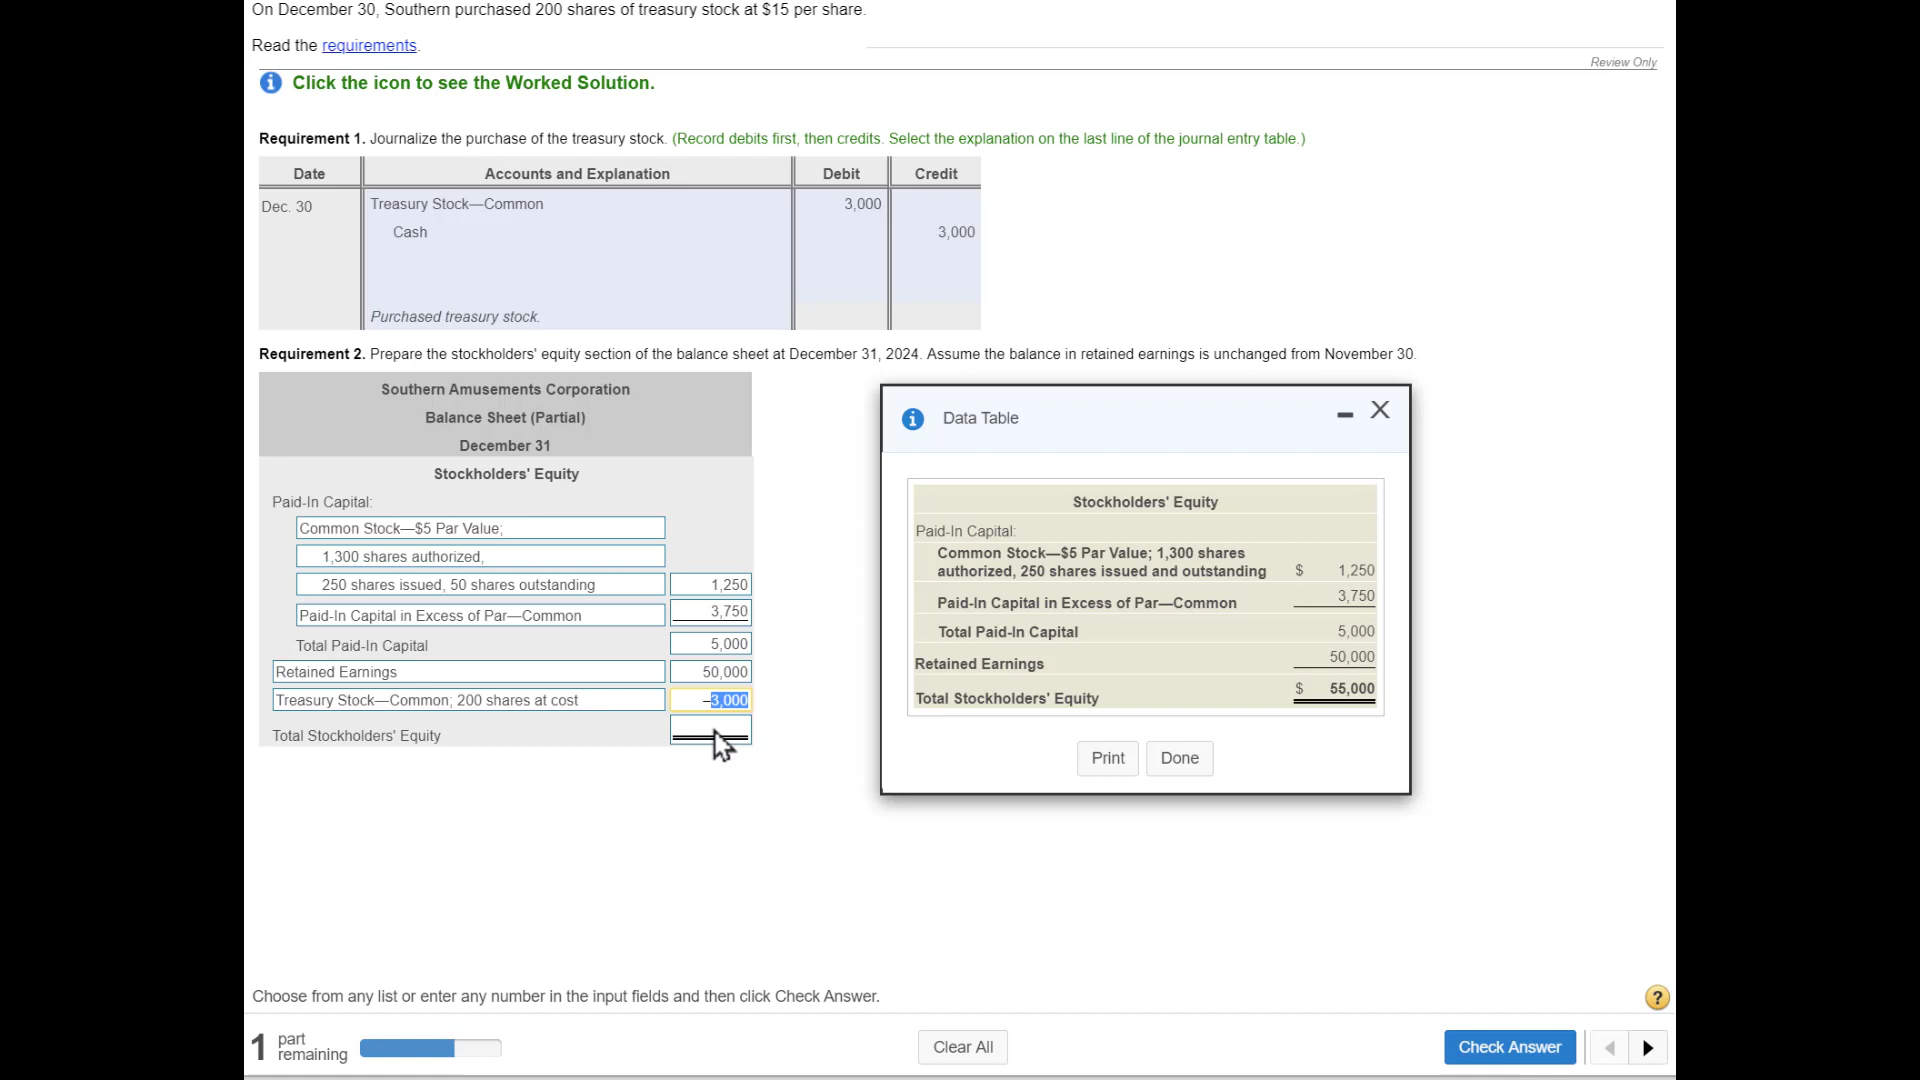 On December 30, Southern purchased 200 shares of treasury stock at $15 per share.
Read the requirements.
Review Only
Click the icon to see the Worked Solution.
Requirement 1. Journalize the purchase of the treasury stock. (Record debits first, then credits. Select the explanation on the last line of the journal entry table.)
Date Accounts and Explanation Debit Credit
Dec. 30 Treasury Stock—Common 3,000
Cash 3,000
Purchased treasury stock.
Requirement 2. Prepare the stockholders' equity section of the balance sheet at December 31, 2024. Assume the balance in retained earnings is unchanged from November 30.
Southern Amusements Corporation
Balance Sheet (Partial)
December 31
Stockholders' Equity
Paid-In Capital:
Common Stock—$5 Par Value;
1,300 shares authorized,
250 shares issued, 50 shares outstanding 1,250
Paid-In Capital in Excess of Par—Common 3,750
Total Paid-In Capital 5,000
Retained Earnings 50,000
Treasury Stock—Common; 200 shares at cost –3,000
Total Stockholders' Equity
Data Table
Stockholders' Equity
Paid-In Capital:
Common Stock—$5 Par Value; 1,300 shares
authorized, 250 shares issued and outstanding $ 1,250
Paid-In Capital in Excess of Par—Common 3,750
Total Paid-In Capital 5,000
Retained Earnings 50,000
Total Stockholders' Equity $ 55,000
Print Done
Choose from any list or enter any number in the input fields and then click Check Answer.
?
1 part
remaining
Clear All
Check Answer